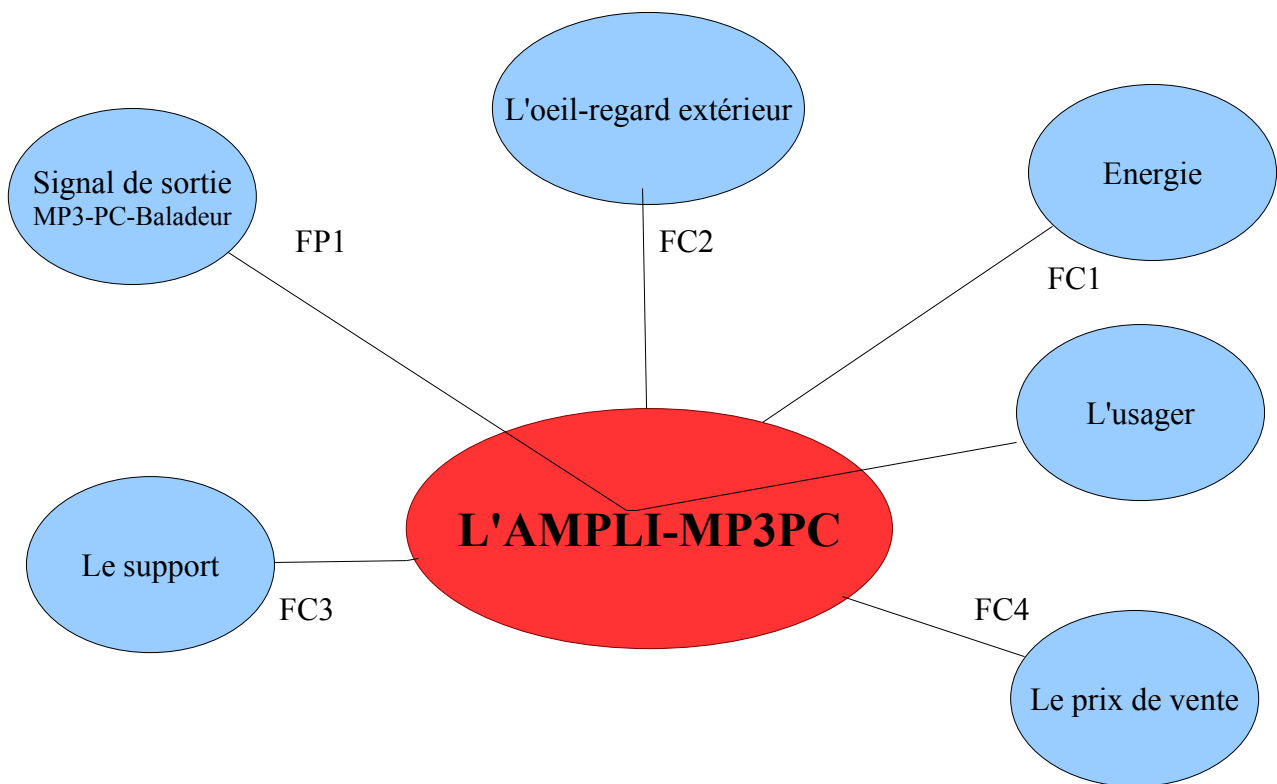 L'oeil-regard extérieur
Energie
Signal de sortie
MP3-PC-Baladeur
FP1
FC2
FC1
L'usager
L'AMPLI-MP3PC
Le support
FC3
FC4
Le prix de vente